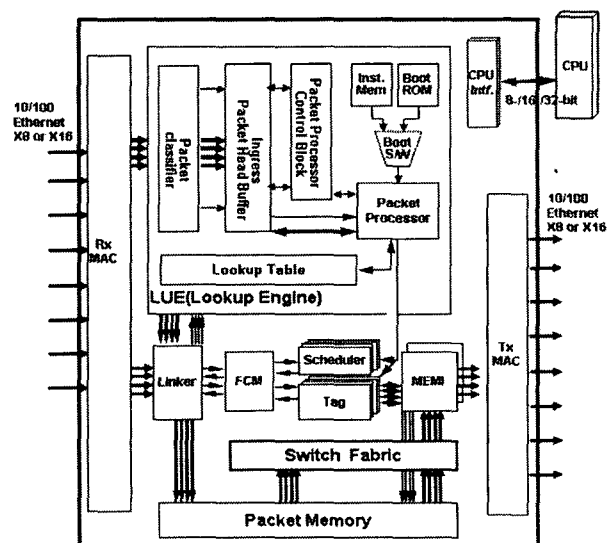 10/100
Ethernet
X8 or X16
Rx
MAC
Packet
classifier
Ingress
Packet Head Buffer
Packet Processor
Control Block
Inst.
Mem
Boot
ROM
Boot
S/W
Packet
Processor
Lookup Table
LUE(Lookup Engine)
CPU
Intf.
CPU
8-/16-/32-bit
10/100
Ethernet
X8 or X16
Tx
MAC
Linker
FCM
Scheduler
Tag
MEMI
Switch Fabric
Packet Memory